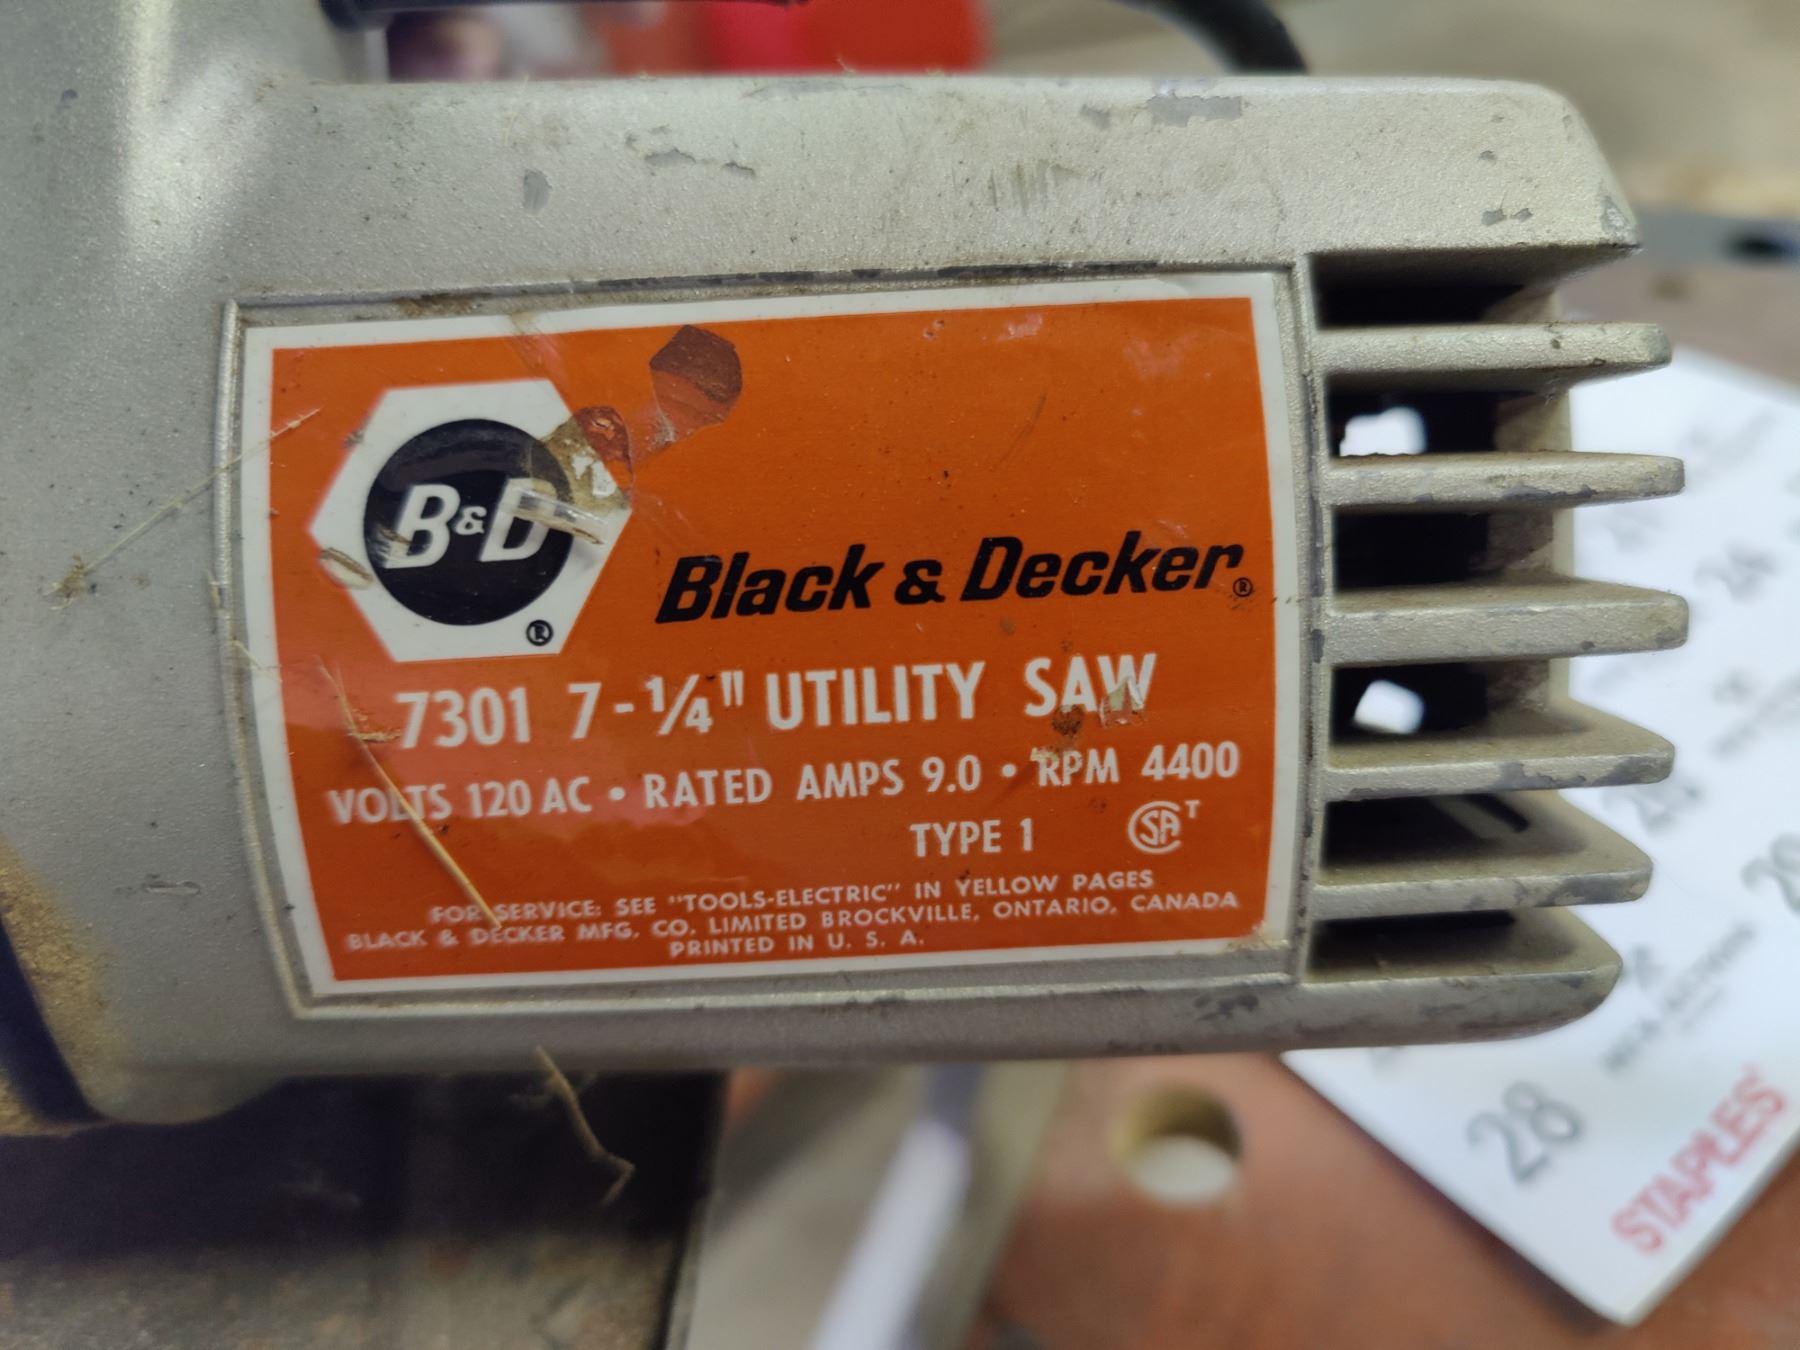 B&D
®
Black & Decker®
7301 7-1/4" UTILITY SAW
VOLTS 120 AC • RATED AMPS 9.0 • RPM 4400
TYPE 1 SA T
FOR SERVICE: SEE "TOOLS-ELECTRIC" IN YELLOW PAGES
BLACK & DECKER MFG. CO. LIMITED BROCKVILLE, ONTARIO, CANADA
PRINTED IN U. S. A.
24
28
STAPLES